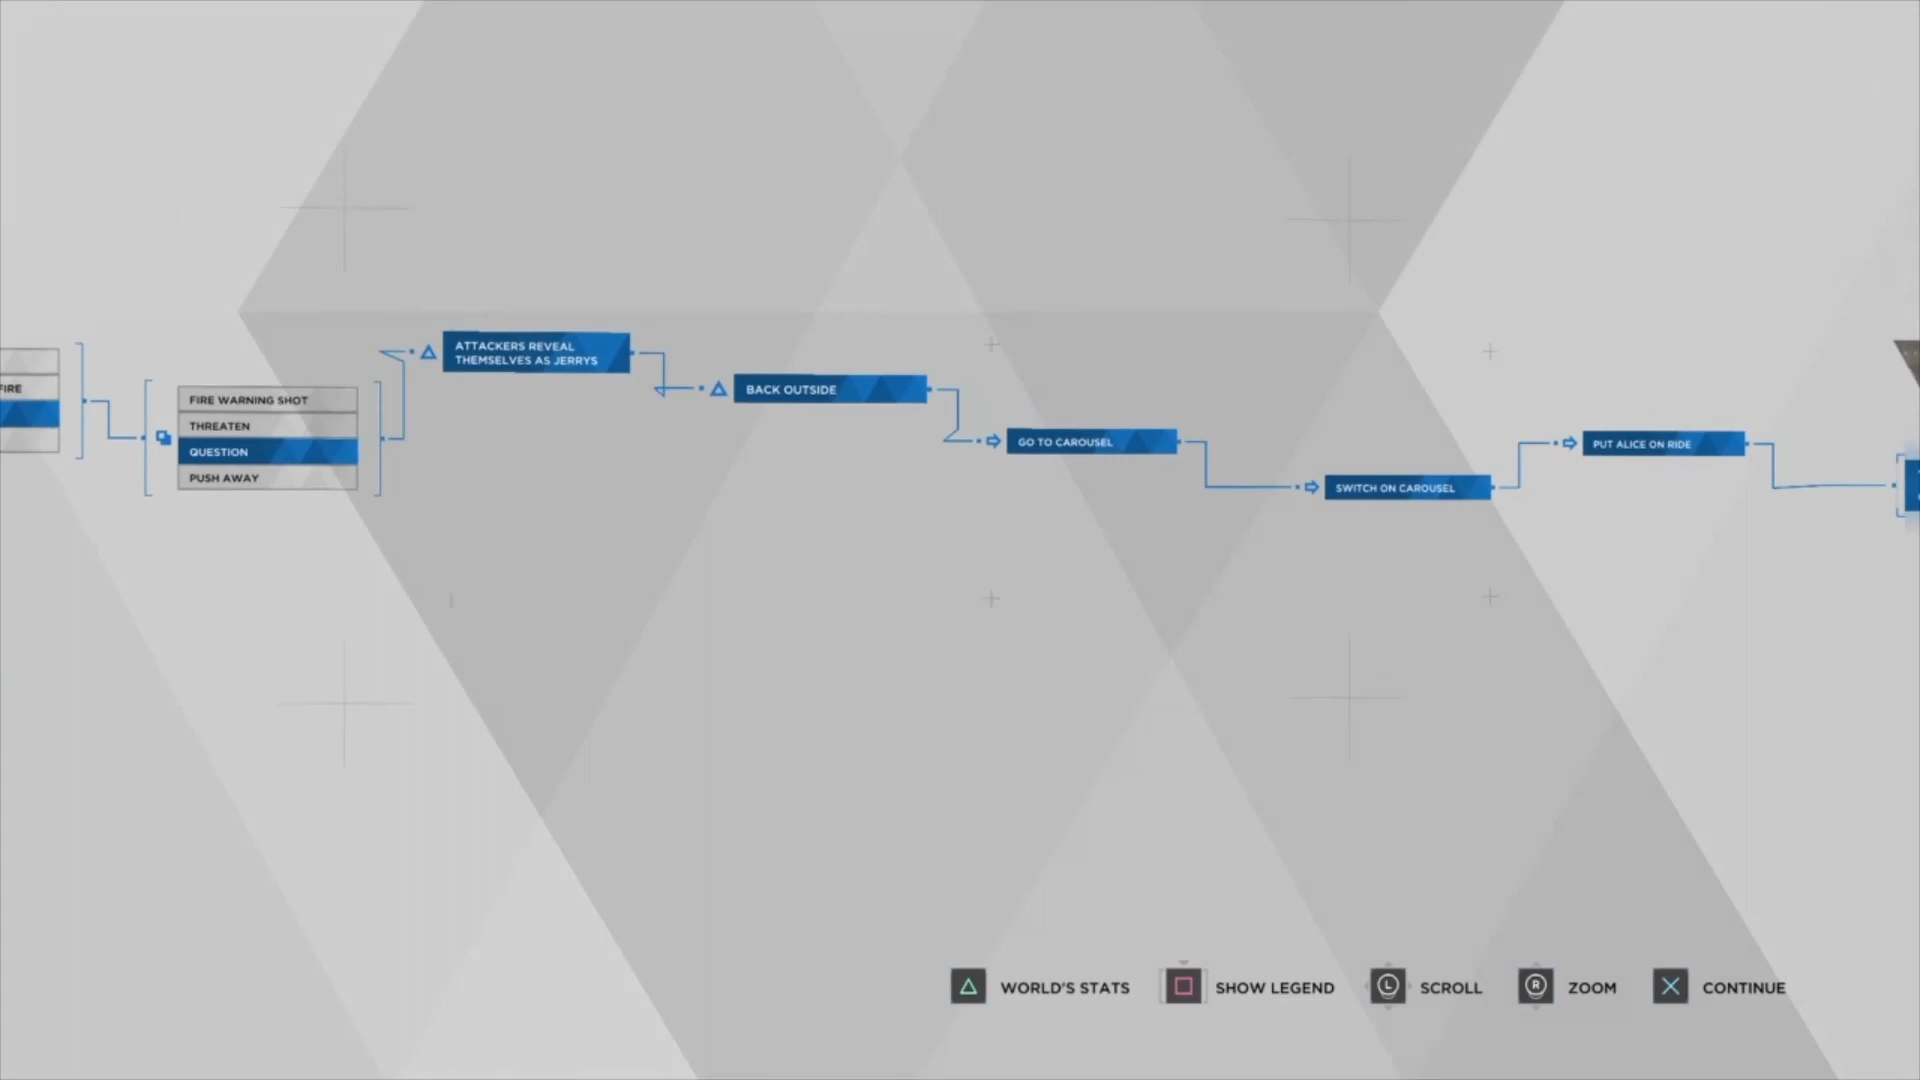 FIRE
FIRE WARNING SHOT
THREATEN
QUESTION
PUSH AWAY
ATTACKERS REVEAL
THEMSELVES AS JERRYS
BACK OUTSIDE
GO TO CAROUSEL
SWITCH ON CAROUSEL
PUT ALICE ON RIDE
WORLD'S STATS
SHOW LEGEND
L
SCROLL
R
ZOOM
CONTINUE